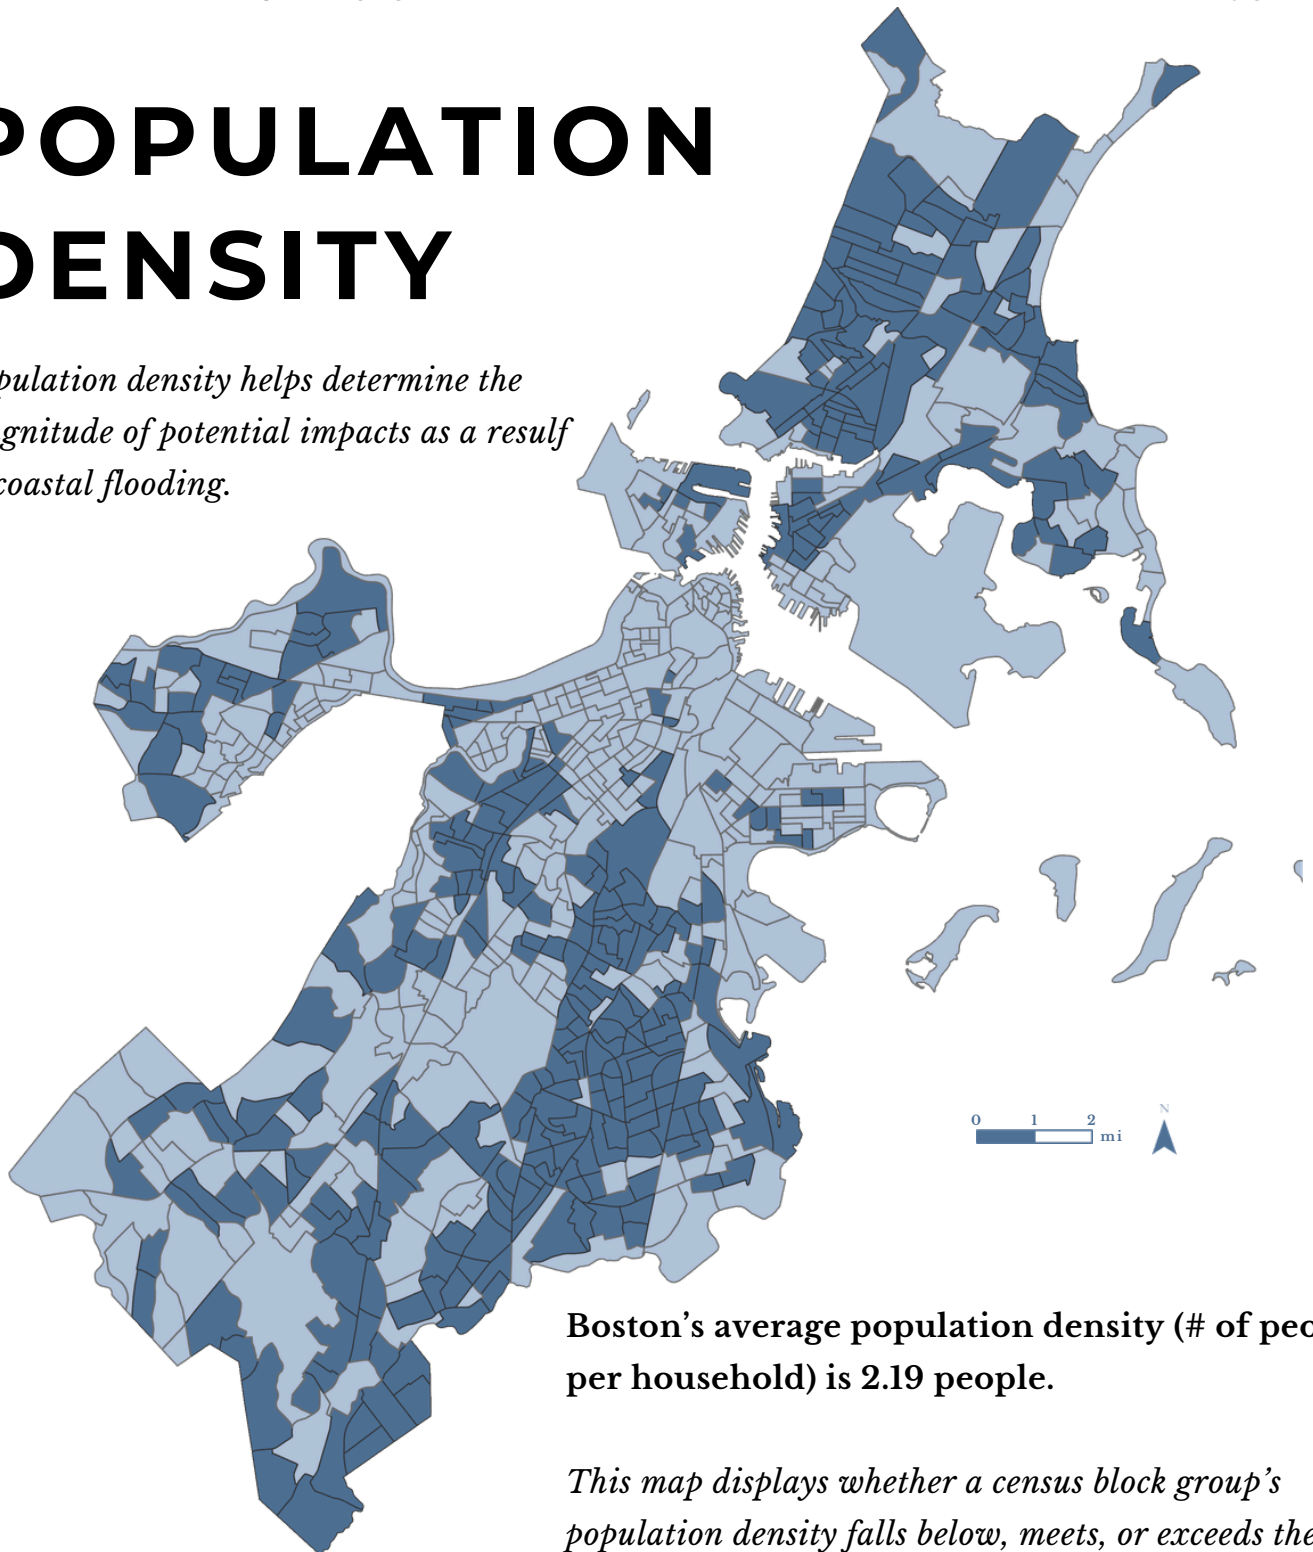 POPULATION
DENSITY
pulation density helps determine the
gnitude of potential impacts as a resulf
coastal flooding.
N
0 1 2
mi
Boston’s average population density (# of peo
per household) is 2.19 people.
This map displays whether a census block group’s
population density falls below, meets, or exceeds the